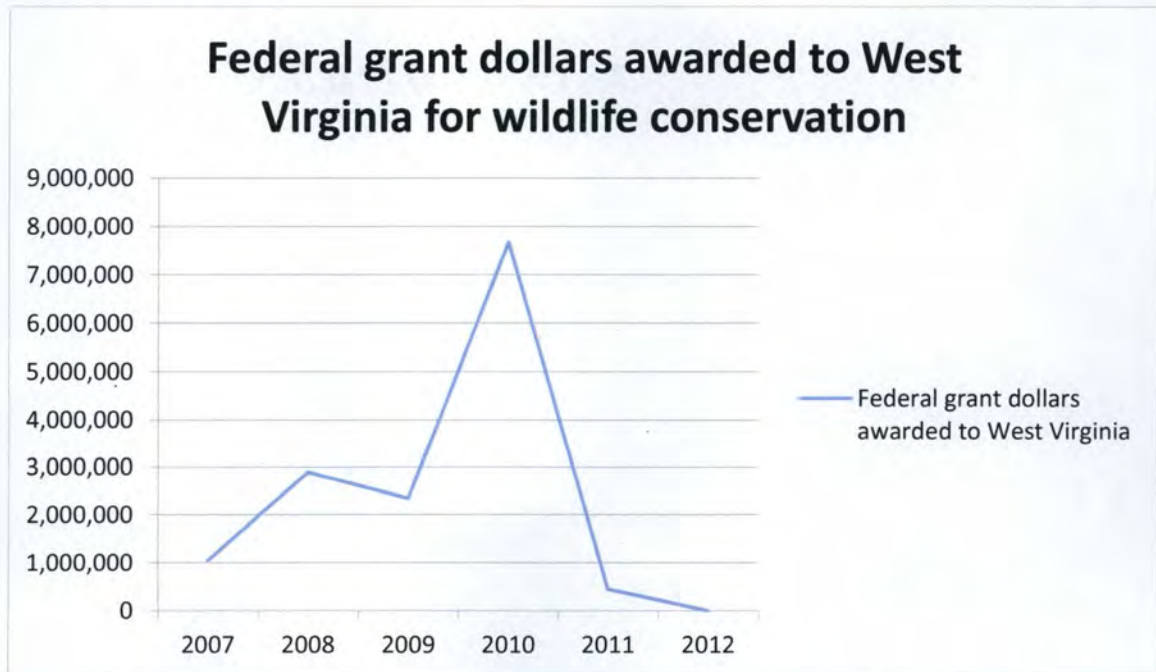 Federal grant dollars awarded to West
Virginia for wildlife conservation
9,000,000
8,000,000
7,000,000
6,000,000
5,000,000
4,000,000
3,000,000
2,000,000
1,000,000
0
2007 2008 2009 2010 2011 2012
Federal grant dollars
awarded to West Virginia